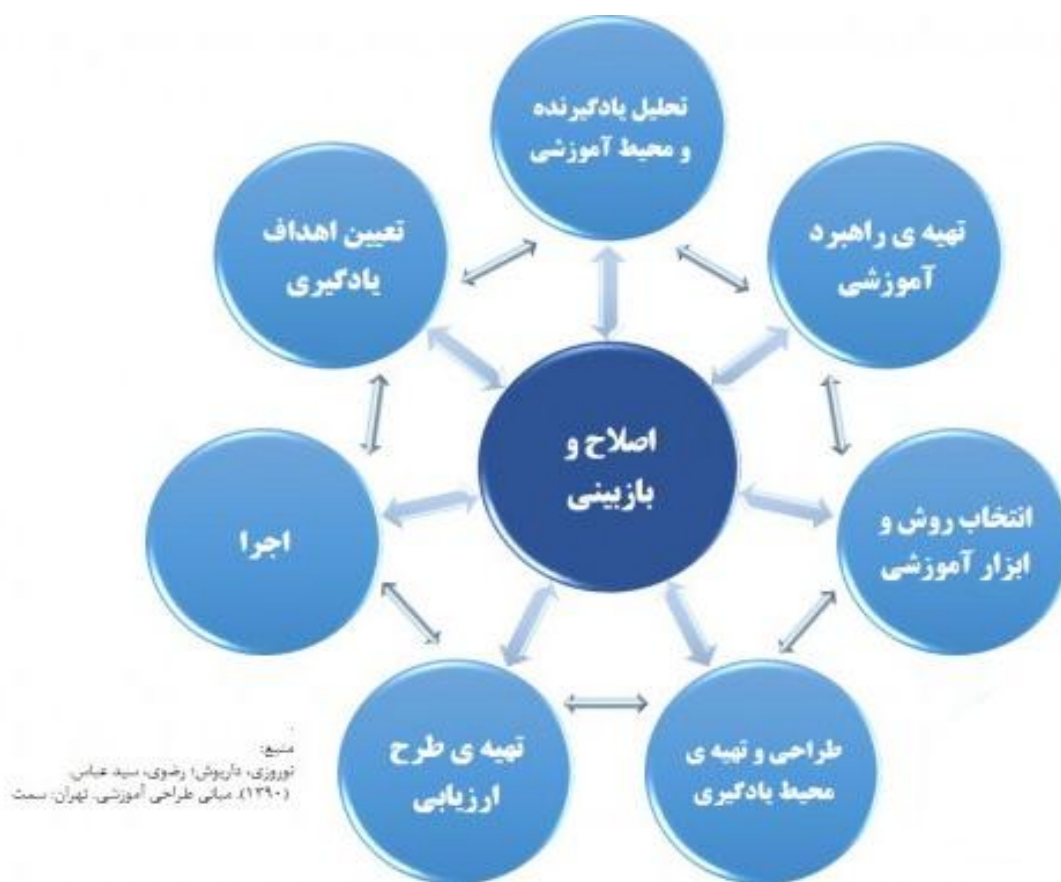 تحلیل یادگیرنده
و محیط آموزشی
تهیه ی راهبرد
آموزشی
انتخاب روش و
ابزار آموزشی
طراحی و تهیه ی
محیط یادگیری
تهیه ی طرح
ارزیابی
اجرا
تعیین اهداف
یادگیری
اصلاح و
بازبینی
.
منبع:
نوروزی، داریوش؛ رضوی، سید عباس.
(۱۳۹۰). مبانی طراحی آموزشی. تهران: سمت